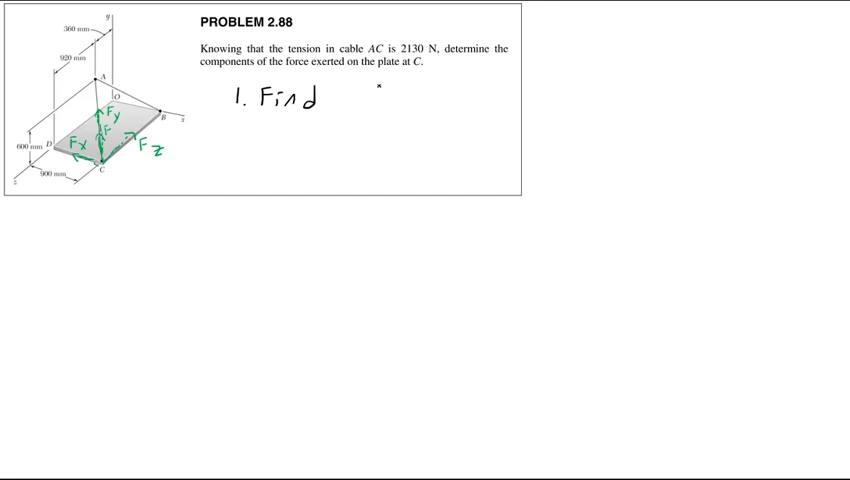 PROBLEM 2.88
Knowing that the tension in cable AC is 2130 N, determine the
components of the force exerted on the plate at C.
1. Find
y
360 mm
920 mm
A
O
B
x
Fy
F
Fx
Fz
600 mm
D
C
900 mm
z